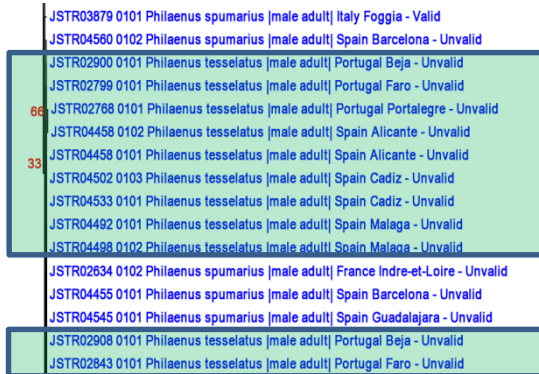 JSTR03879 0101 Philaenus spumarius |male adult| Italy Foggia - Valid
JSTR04560 0102 Philaenus spumarius |male adult| Spain Barcelona - Unvalid
JSTR02900 0101 Philaenus tesselatus |male adult| Portugal Beja - Unvalid
JSTR02799 0101 Philaenus tesselatus |male adult| Portugal Faro - Unvalid
66 JSTR02768 0101 Philaenus tesselatus |male adult| Portugal Portalegre - Unvalid
JSTR04458 0102 Philaenus tesselatus |male adult| Spain Alicante - Unvalid
33 JSTR04458 0101 Philaenus tesselatus |male adult| Spain Alicante - Unvalid
JSTR04502 0103 Philaenus tesselatus |male adult| Spain Cadiz - Unvalid
JSTR04533 0101 Philaenus tesselatus |male adult| Spain Cadiz - Unvalid
JSTR04492 0101 Philaenus tesselatus |male adult| Spain Malaga - Unvalid
JSTR04498 0102 Philaenus tesselatus |male adult| Spain Malaga - Unvalid
JSTR02634 0102 Philaenus spumarius |male adult| France Indre-et-Loire - Unvalid
JSTR04455 0101 Philaenus spumarius |male adult| Spain Barcelona - Unvalid
JSTR04545 0101 Philaenus spumarius |male adult| Spain Guadalajara - Unvalid
JSTR02908 0101 Philaenus tesselatus |male adult| Portugal Beja - Unvalid
JSTR02843 0101 Philaenus tesselatus |male adult| Portugal Faro - Unvalid